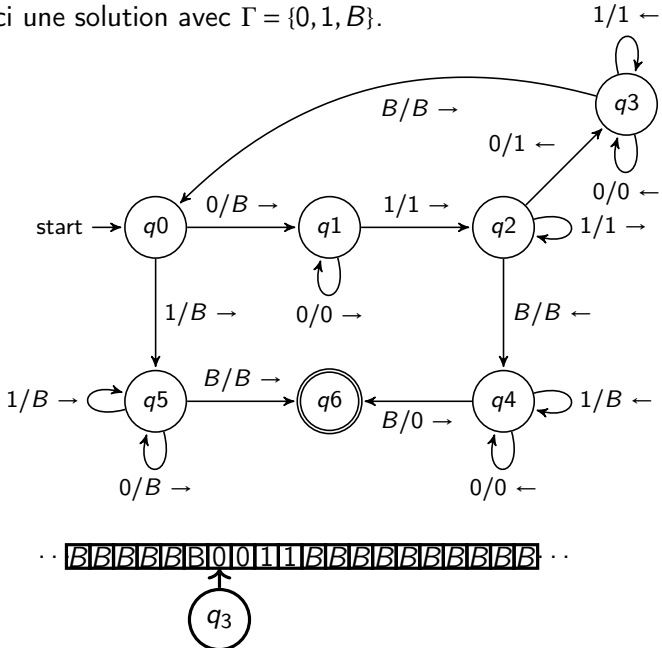 ci une solution avec Γ = {0, 1, B}.
1/1 ←
q3
B/B →
0/1 ←
0/0 ←
start
q0
0/B →
q1
1/1 →
q2
1/1 →
1/B →
0/0 →
B/B ←
1/B →
q5
B/B →
q6
B/0 →
q4
1/B ←
0/B →
0/0 ←
· · BBBBBB0011BBBBBBBBBB · · ·
q3